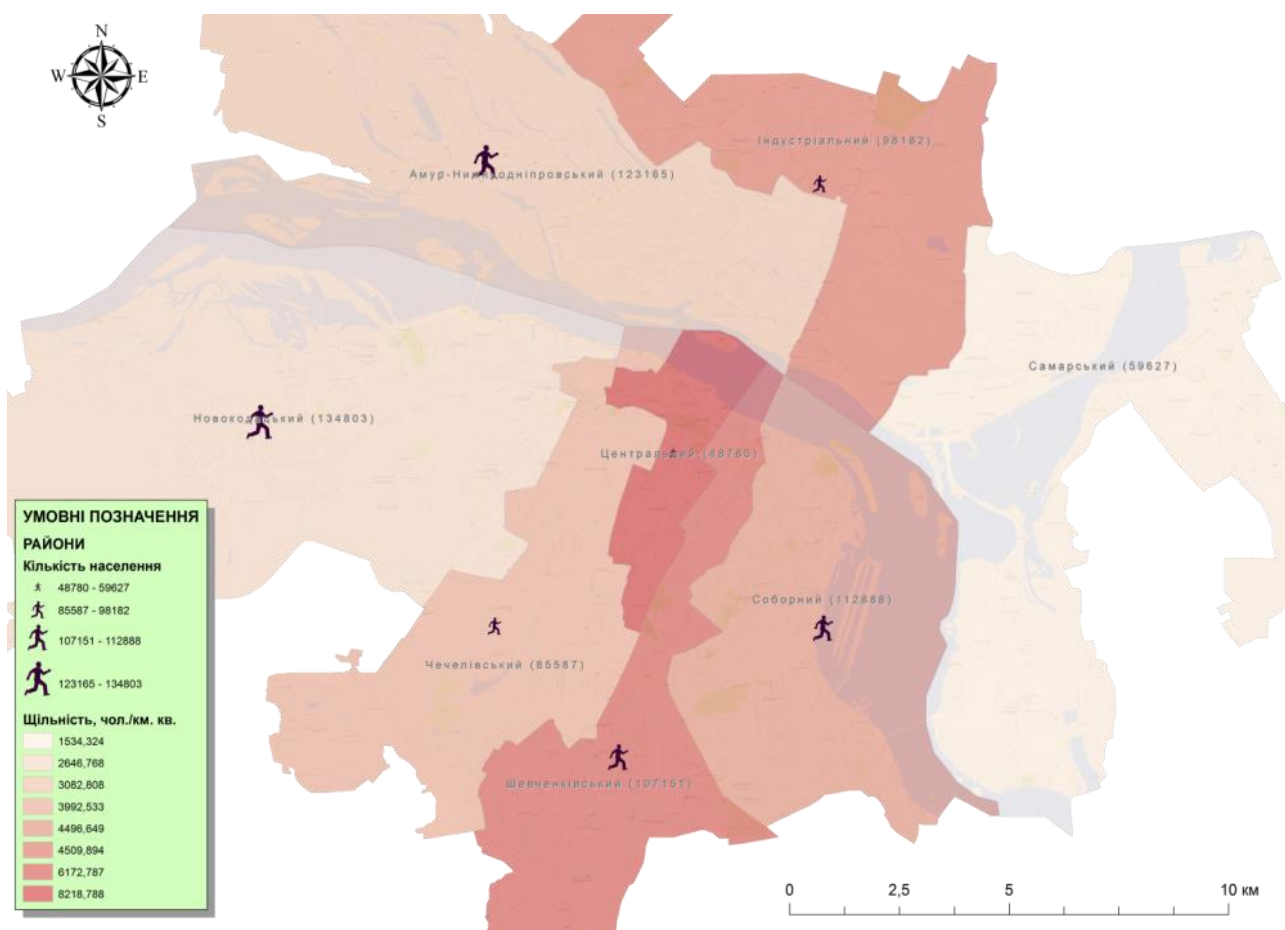 N
W E
S
Індустріальний (98182)
Амур-Нижньодніпровський (123165)
Самарський (59627)
Новокодацький (134803)
Центральний (48780)
Соборний (112888)
Чечелівський (85587)
Шевченківський (107151)
УМОВНІ ПОЗНАЧЕННЯ
РАЙОНИ
Кількість населення
48780 - 59627
85587 - 98182
107151 - 112888
123165 - 134803
Щільність, чол./км. кв.
1534,324
2646,768
3082,808
3992,533
4496,649
4509,894
6172,787
8218,788
0 2,5 5 10 км